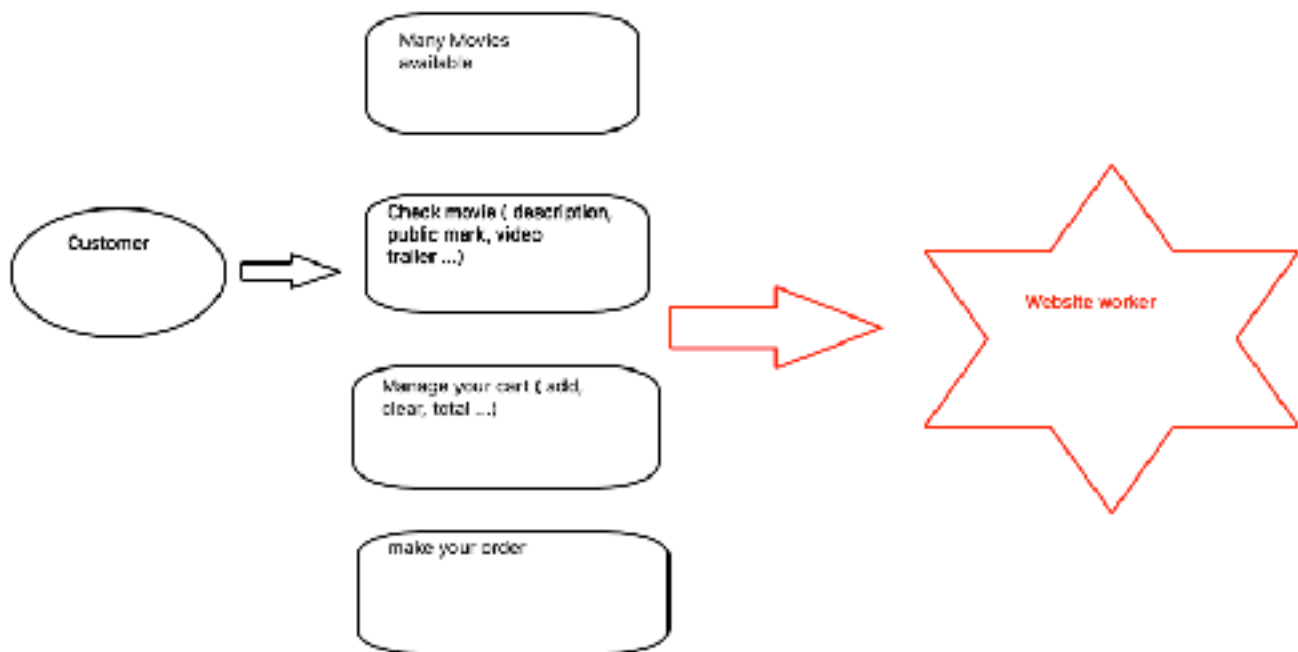 Many Movies
available
Check movie ( description,
public mark, video
trailer ...)
Customer
Website worker
Manage your cart ( add,
clear, total ...)
make your order